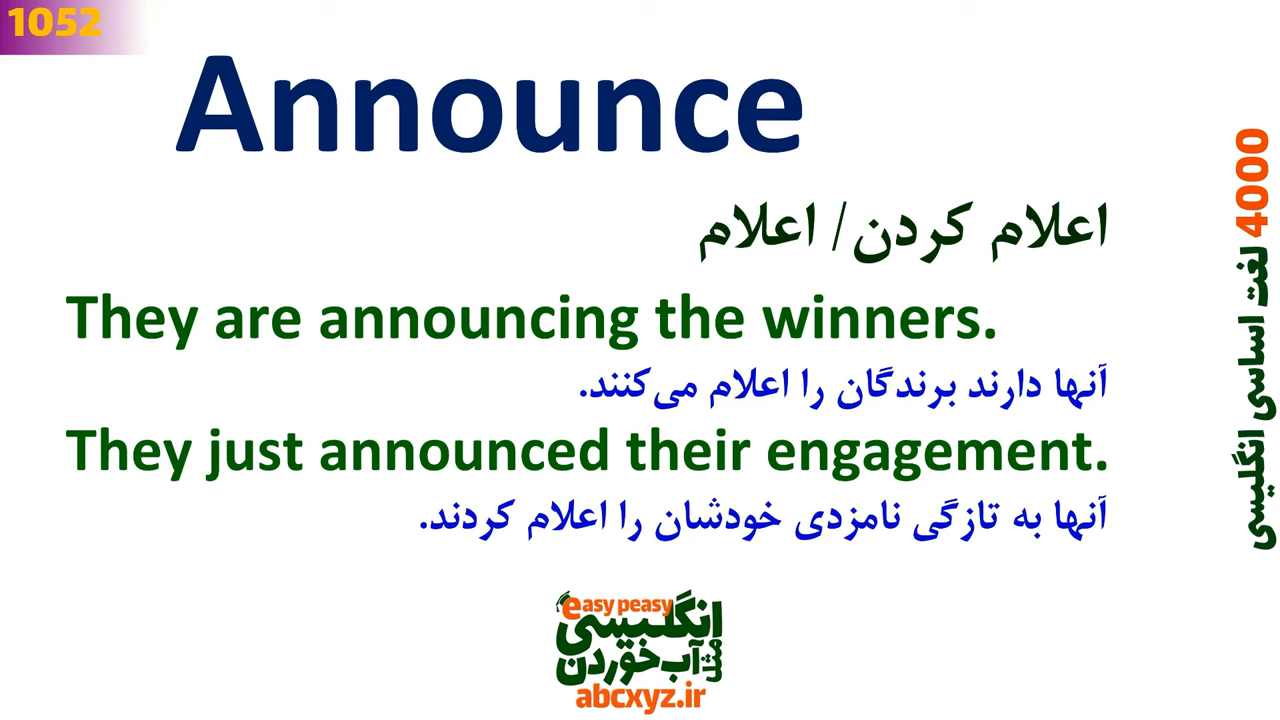 1052
Announce
اعلام کردن/ اعلام
They are announcing the winners.
آنها دارند برندگان را اعلام می‌کنند.
They just announced their engagement.
آنها به تازگی نامزدی خودشان را اعلام کردند.
4000 لغت اساسی انگلیسی
easy peasy
انگلیسی
مثل آب خوردن
abcxyz.ir